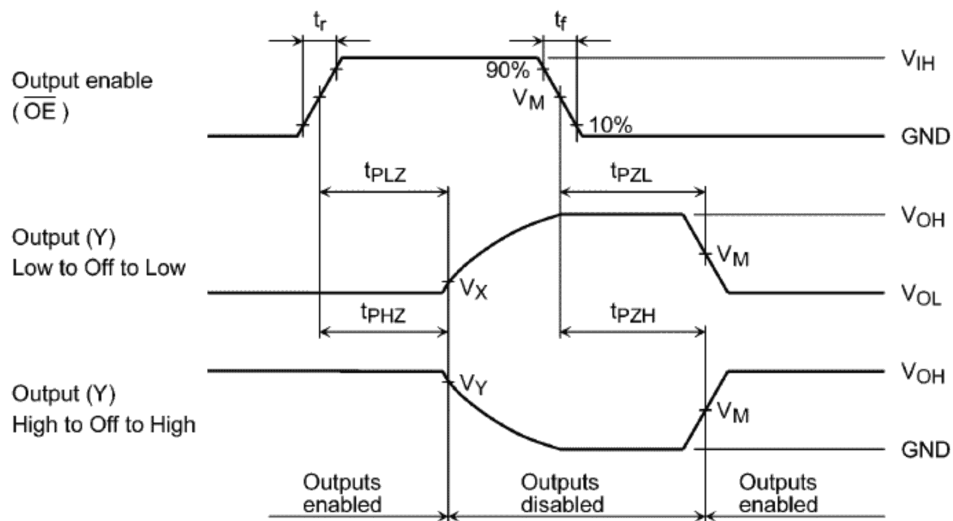 tr
tf
VIH
90%
Output enable
( OE )
VM
10%
GND
tPLZ
tPZL
VOH
Output (Y)
Low to Off to Low
VM
VX
VOL
tPHZ
tPZH
VOH
VY
Output (Y)
High to Off to High
VM
GND
Outputs
enabled
Outputs
disabled
Outputs
enabled